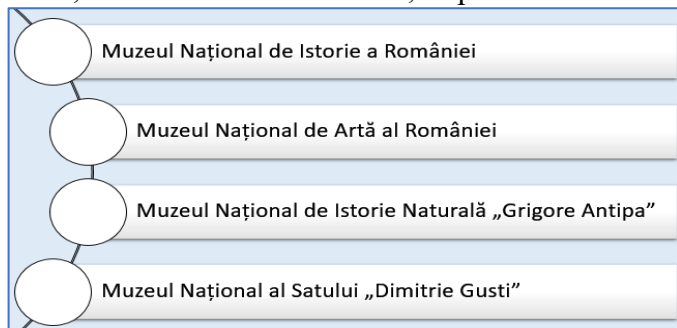 Muzeul Național de Istorie a României
Muzeul Național de Artă al României
Muzeul Național de Istorie Naturală „Grigore Antipa”
Muzeul Național al Satului „Dimitrie Gusti”